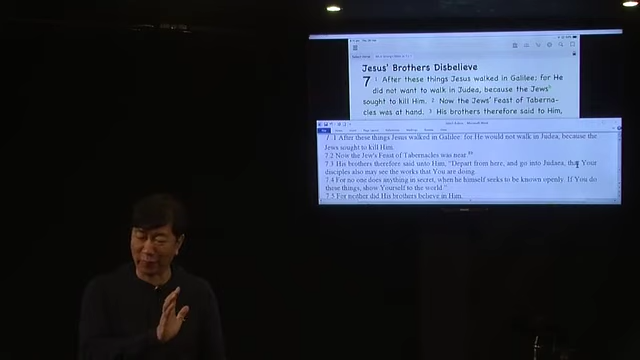 Jesus' Brothers Disbelieve
7 1 After these things Jesus walked in Galilee; for He
did not want to walk in Judea, because the Jews
sought to kill Him. 2 Now the Jews' Feast of Taberna-
cles was at hand. 3 His brothers therefore said to Him,
7 1 After these things Jesus walked in Galilee: for He would not walk in Judea, because the
Jews sought to kill Him.
7.2 Now the Jew's Feast of Tabernacles was near
7.3 His brothers therefore said unto Him, "Depart from here, and go into Judaea, that Your
disciples also may see the works that You are doing.
7.4 For no one does anything in secret, when he himself seeks to be known openly. If You do
these things, show Yourself to the world"
7.5 For neither did His brothers believe in Him.